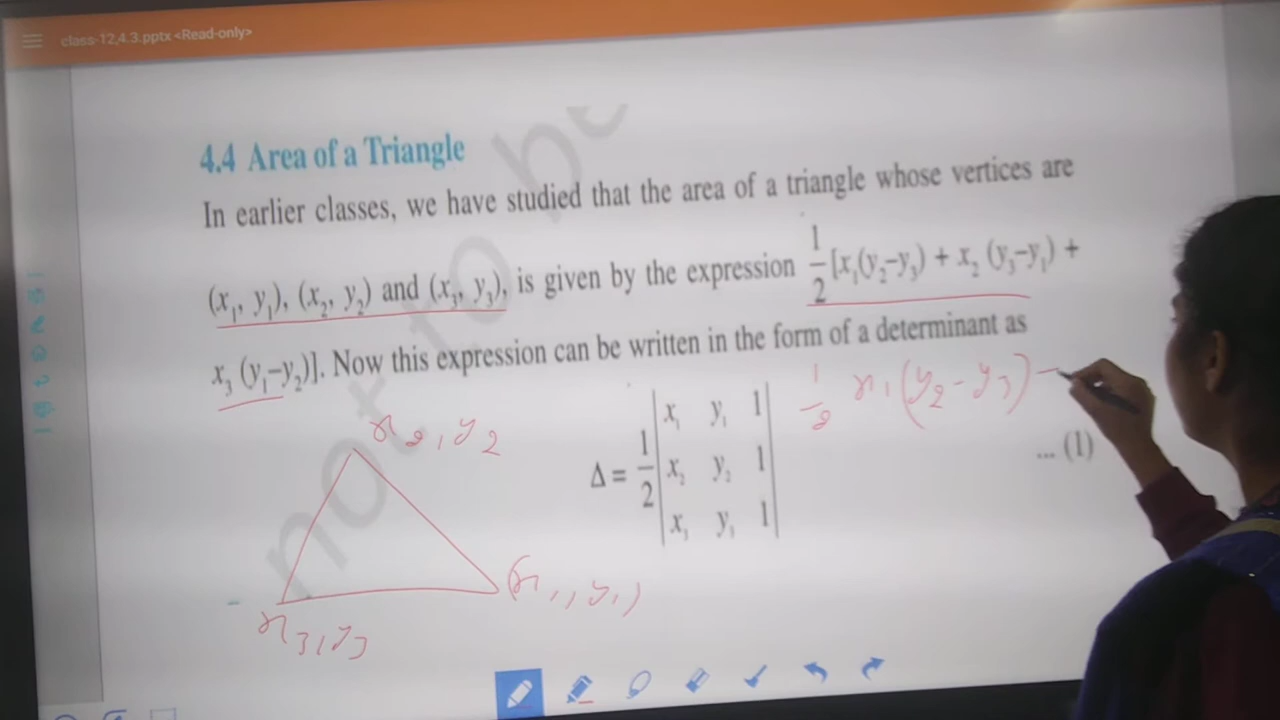 class-12,4.3.pptx <Read-only>
not to be
4.4 Area of a Triangle
In earlier classes, we have studied that the area of a triangle whose vertices are
(x₁, y₁), (x₂, y₂) and (x₃, y₃), is given by the expression 1/2 [x₁(y₂–y₃) + x₂ (y₃–y₁) +
x₃ (y₁–y₂)]. Now this expression can be written in the form of a determinant as
Δ = 1/2 | x₁ y₁ 1 |
| x₂ y₂ 1 |
| x₃ y₃ 1 |
... (1)
1/2 x₁(y₂ - y₃) -
x₂, y₂
(x₁, y₁)
x₃, y₃